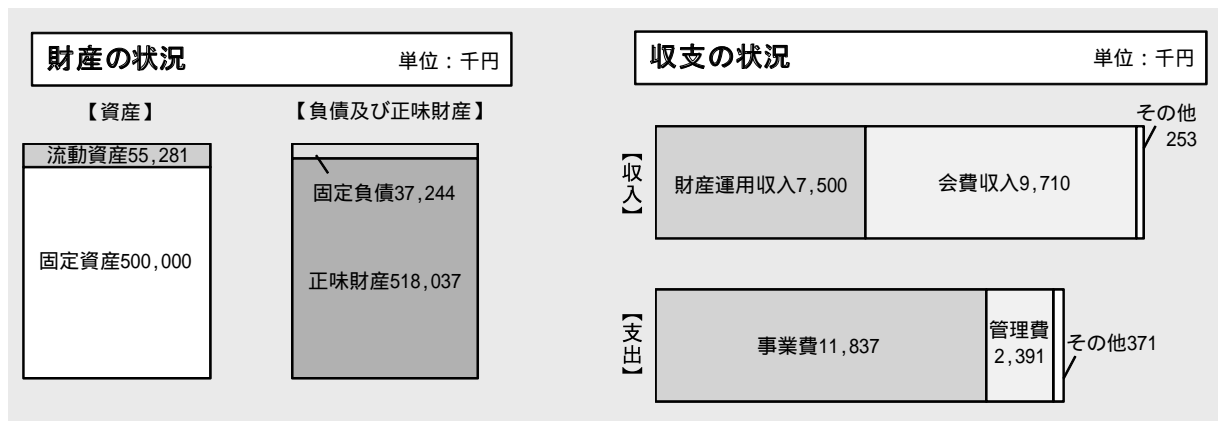 財産の状況 単位：千円
【資産】
流動資産55,281
固定資産500,000
【負債及び正味財産】
固定負債37,244
正味財産518,037
収支の状況 単位：千円
【収入】
財産運用収入7,500
会費収入9,710
その他
253
【支出】
事業費11,837
管理費
2,391
その他371